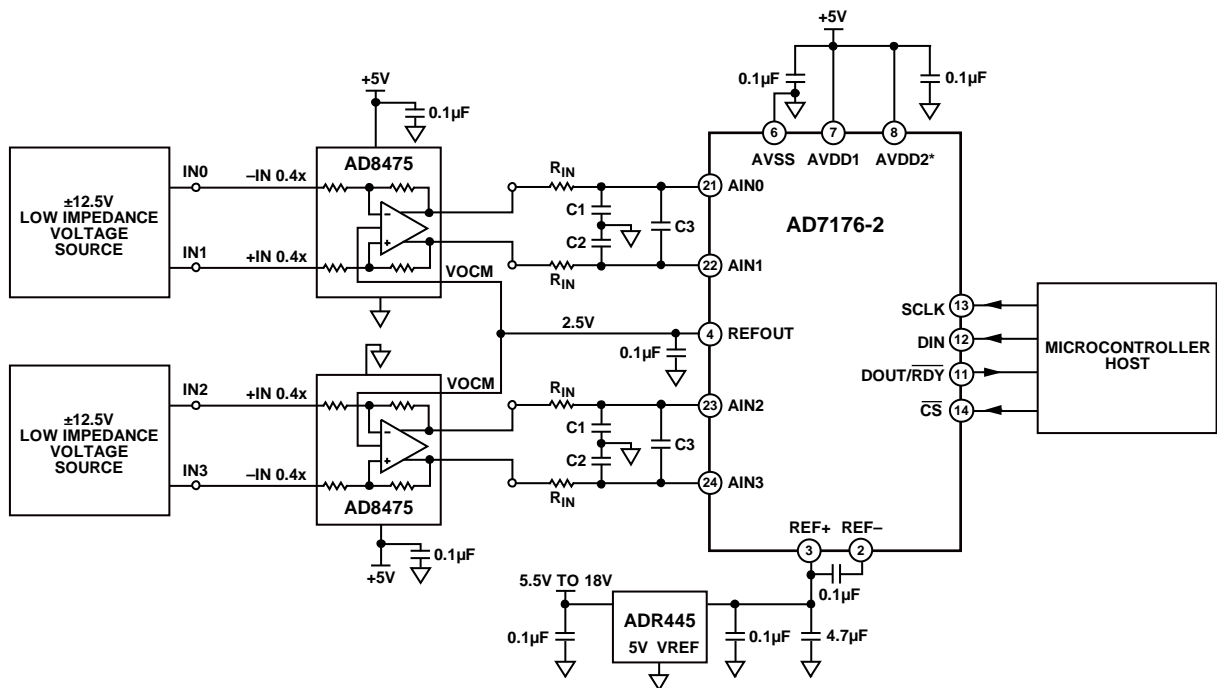 +5V
0.1µF
0.1µF
+5V
0.1µF
6
7
8
AVSS
AVDD1
AVDD2*
AD8475
±12.5V
LOW IMPEDANCE
VOLTAGE
SOURCE
IN0
–IN 0.4x
IN1
+IN 0.4x
VOCM
RIN
C1
C2
C3
RIN
21
AIN0
22
AIN1
AD7176-2
2.5V
0.1µF
4
REFOUT
SCLK
13
DIN
12
DOUT/RDY
11
CS
14
MICROCONTROLLER
HOST
±12.5V
LOW IMPEDANCE
VOLTAGE
SOURCE
IN2
+IN 0.4x
IN3
–IN 0.4x
VOCM
AD8475
+5V
0.1µF
RIN
C1
C2
C3
RIN
23
AIN2
24
AIN3
REF+
REF–
3
2
0.1µF
5.5V TO 18V
0.1µF
ADR445
5V VREF
0.1µF
4.7µF